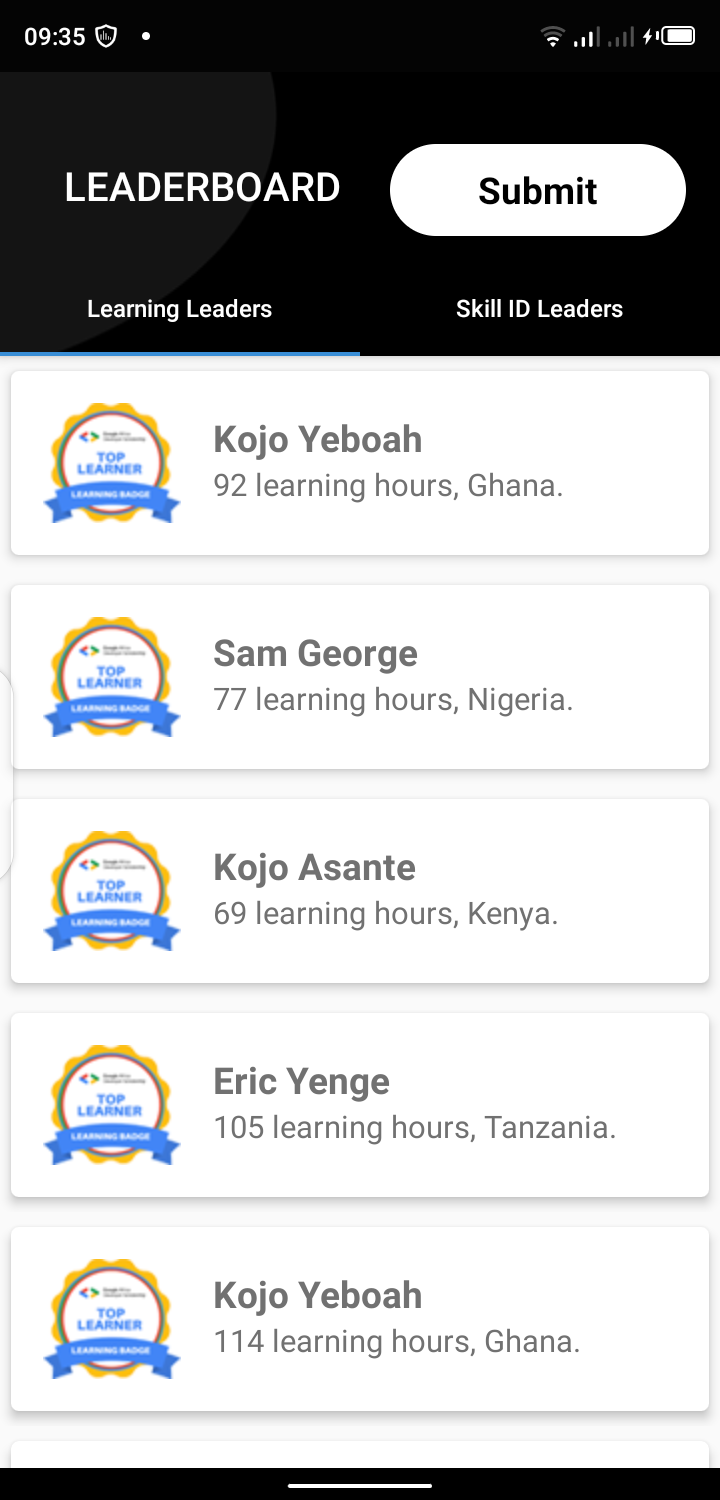 09:35
LEADERBOARD
Submit
Learning Leaders
Skill ID Leaders
TOP
LEARNER
LEARNING BADGE
Kojo Yeboah
92 learning hours, Ghana.
TOP
LEARNER
LEARNING BADGE
Sam George
77 learning hours, Nigeria.
TOP
LEARNER
LEARNING BADGE
Kojo Asante
69 learning hours, Kenya.
TOP
LEARNER
LEARNING BADGE
Eric Yenge
105 learning hours, Tanzania.
TOP
LEARNER
LEARNING BADGE
Kojo Yeboah
114 learning hours, Ghana.